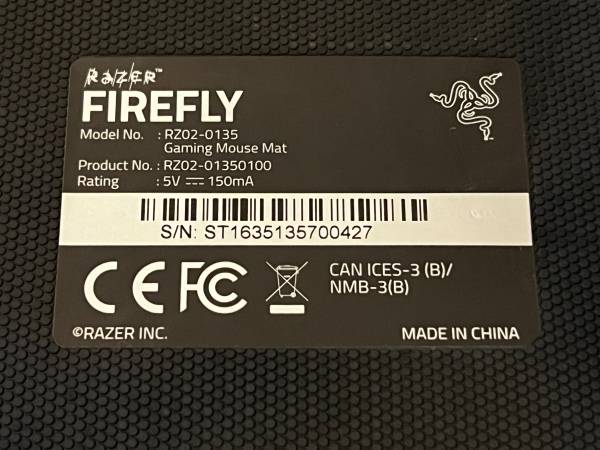 RAZER™
FIREFLY
Model No. : RZ02-0135
Gaming Mouse Mat
Product No. : RZ02-01350100
Rating : 5V ⎓ 150mA
S/N: ST1635135700427
CE FC
CAN ICES-3 (B)/
NMB-3(B)
©RAZER INC.
MADE IN CHINA